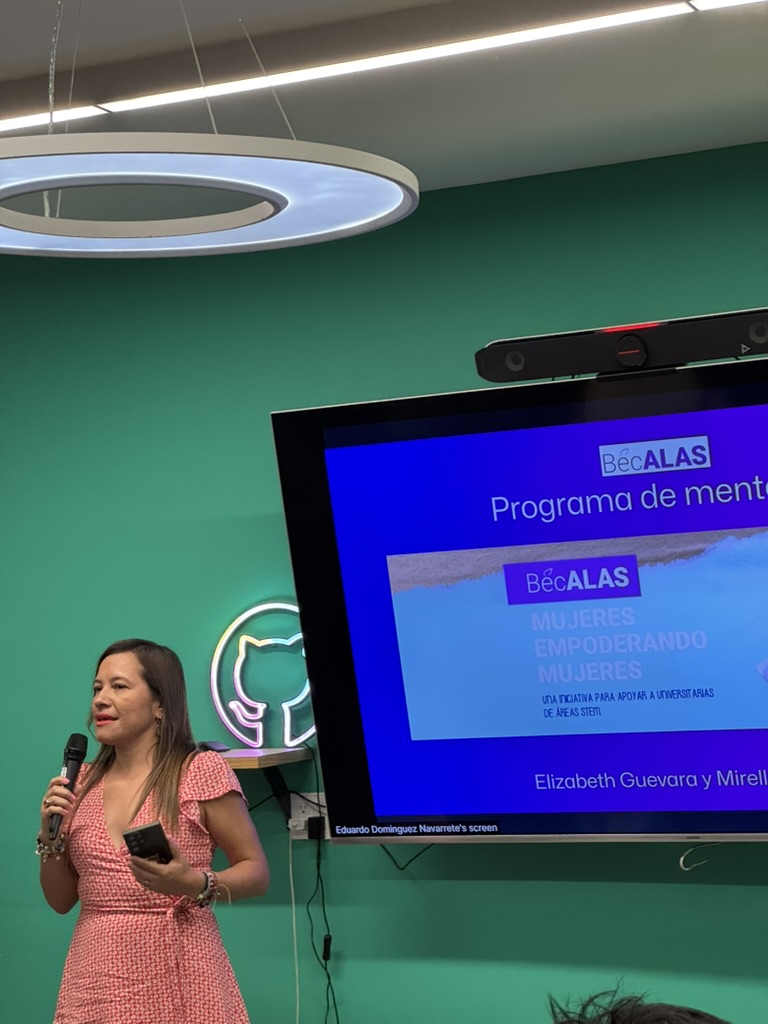 BécALAS
Programa de ment
BécALAS
MUJERES
EMPODERANDO
MUJERES
UNA INICIATIVA PARA APOYAR A UNIVERSITARIAS
DE ÁREAS STEM
Elizabeth Guevara y Mirell
Eduardo Dominguez Navarrete's screen